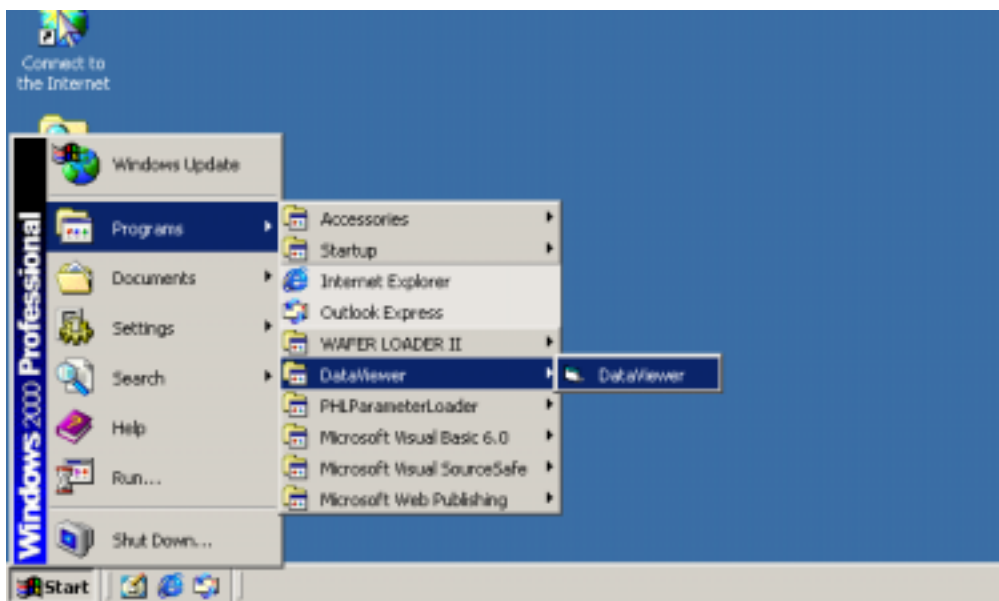 Connect to
the Internet
Windows 2000 Professional
Windows Update
Programs
Documents
Settings
Search
Help
Run...
Shut Down...
Accessories
Startup
Internet Explorer
Outlook Express
WAFER LOADER II
DataViewer
PHLParameterLoader
Microsoft Visual Basic 6.0
Microsoft Visual SourceSafe
Microsoft Web Publishing
DataViewer
Start